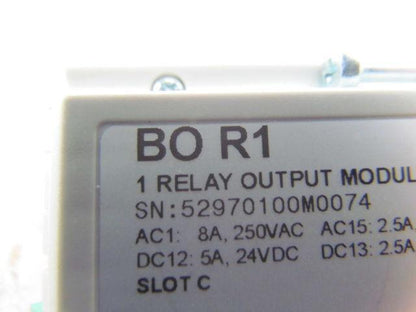 BO R1
1 RELAY OUTPUT MODUL
SN:52970100M0074
AC1: 8A, 250VAC AC15: 2.5A,
DC12: 5A, 24VDC DC13: 2.5A
SLOT C